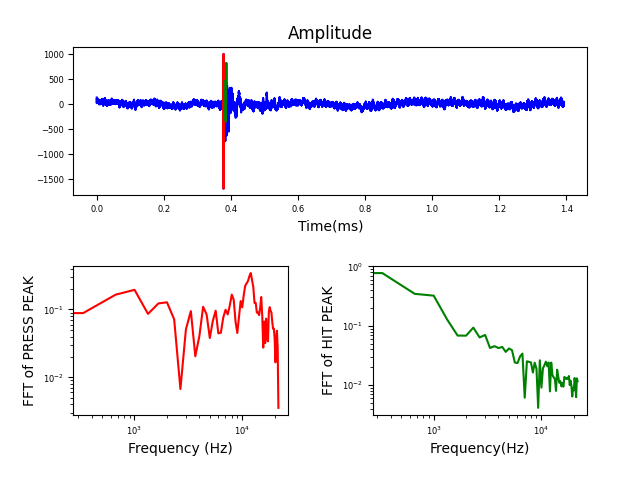 Amplitude
1000
500
0
−500
−1000
−1500
0.0 0.2 0.4 0.6 0.8 1.0 1.2 1.4
Time(ms)
FFT of PRESS PEAK
10⁻¹
10⁻²
10³ 10⁴
Frequency (Hz)
FFT of HIT PEAK
10⁰
10⁻¹
10⁻²
10³ 10⁴
Frequency(Hz)